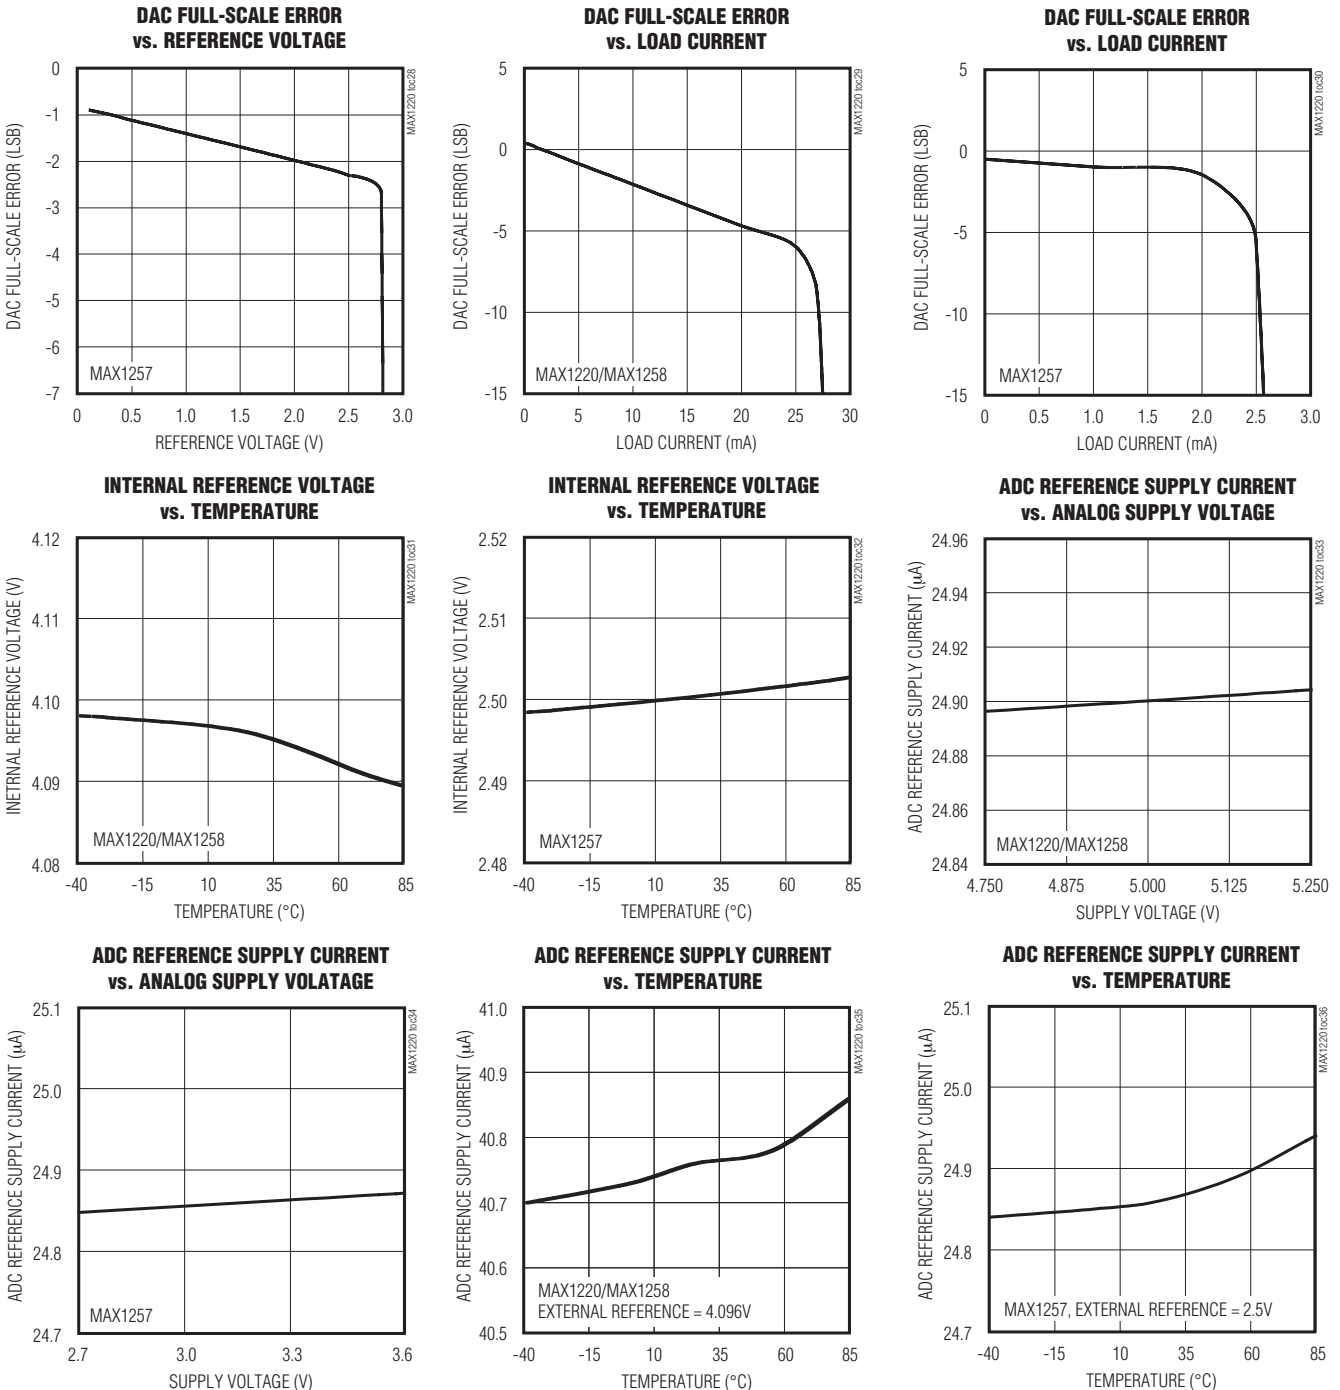 DAC FULL-SCALE ERROR
vs. REFERENCE VOLTAGE
MAX1220 toc28
DAC FULL-SCALE ERROR (LSB)
0
-1
-2
-3
-4
-5
-6
-7
MAX1257
0 0.5 1.0 1.5 2.0 2.5 3.0
REFERENCE VOLTAGE (V)
DAC FULL-SCALE ERROR
vs. LOAD CURRENT
MAX1220 toc29
DAC FULL-SCALE ERROR (LSB)
5
0
-5
-10
-15
MAX1220/MAX1258
0 5 10 15 20 25 30
LOAD CURRENT (mA)
DAC FULL-SCALE ERROR
vs. LOAD CURRENT
MAX1220 toc30
DAC FULL-SCALE ERROR (LSB)
5
0
-5
-10
-15
MAX1257
0 0.5 1.0 1.5 2.0 2.5 3.0
LOAD CURRENT (mA)
INTERNAL REFERENCE VOLTAGE
vs. TEMPERATURE
MAX1220 toc31
INETRNAL REFERENCE VOLTAGE (V)
4.12
4.11
4.10
4.09
4.08
MAX1220/MAX1258
-40 -15 10 35 60 85
TEMPERATURE (°C)
INTERNAL REFERENCE VOLTAGE
vs. TEMPERATURE
MAX1220 toc32
INTERNAL REFERENCE VOLTAGE (V)
2.52
2.51
2.50
2.49
2.48
MAX1257
-40 -15 10 35 60 85
TEMPERATURE (°C)
ADC REFERENCE SUPPLY CURRENT
vs. ANALOG SUPPLY VOLTAGE
MAX1220 toc33
ADC REFERENCE SUPPLY CURRENT (µA)
24.96
24.94
24.92
24.90
24.88
24.86
24.84
MAX1220/MAX1258
4.750 4.875 5.000 5.125 5.250
SUPPLY VOLTAGE (V)
ADC REFERENCE SUPPLY CURRENT
vs. ANALOG SUPPLY VOLATAGE
MAX1220 toc34
ADC REFERENCE SUPPLY CURRENT (µA)
25.1
25.0
24.9
24.8
24.7
MAX1257
2.7 3.0 3.3 3.6
SUPPLY VOLTAGE (V)
ADC REFERENCE SUPPLY CURRENT
vs. TEMPERATURE
MAX1220 toc35
ADC REFERENCE SUPPLY CURRENT (µA)
41.0
40.9
40.8
40.7
40.6
40.5
MAX1220/MAX1258
EXTERNAL REFERENCE = 4.096V
-40 -15 10 35 60 85
TEMPERATURE (°C)
ADC REFERENCE SUPPLY CURRENT
vs. TEMPERATURE
MAX1220 toc36
ADC REFERENCE SUPPLY CURRENT (µA)
25.1
25.0
24.9
24.8
24.7
MAX1257, EXTERNAL REFERENCE = 2.5V
-40 -15 10 35 60 85
TEMPERATURE (°C)